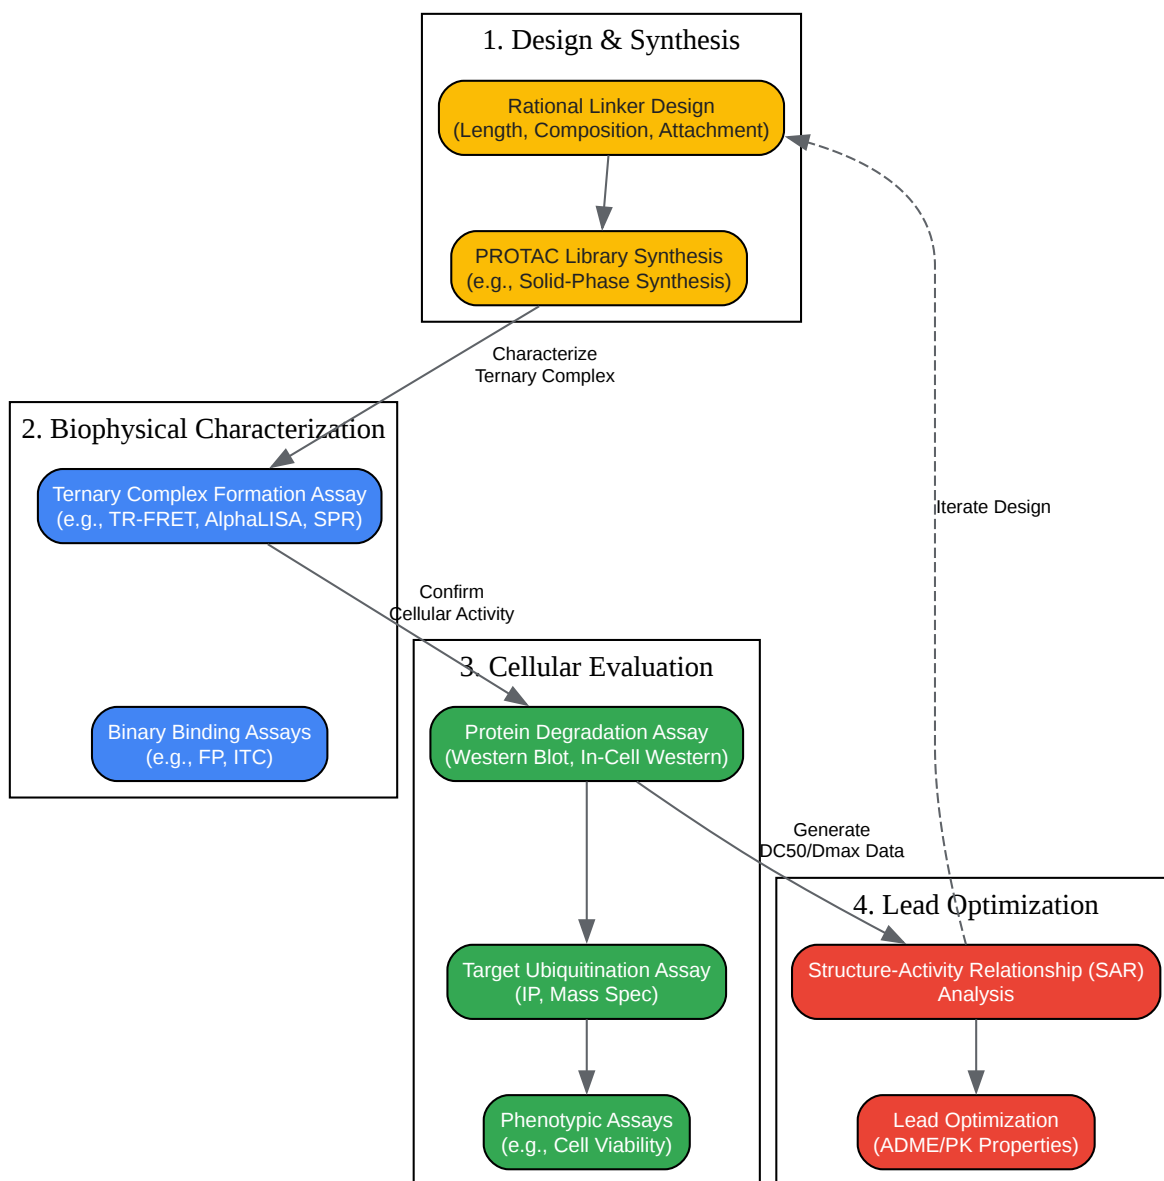 1. Design & Synthesis
Rational Linker Design
(Length, Composition, Attachment)
PROTAC Library Synthesis
(e.g., Solid-Phase Synthesis)
Characterize
Ternary Complex
2. Biophysical Characterization
Ternary Complex Formation Assay
(e.g., TR-FRET, AlphaLISA, SPR)
Iterate Design
Confirm
Cellular Activity
3. Cellular Evaluation
Binary Binding Assays
(e.g., FP, ITC)
Protein Degradation Assay
(Western Blot, In-Cell Western)
Generate
DC50/Dmax Data
4. Lead Optimization
Target Ubiquitination Assay
(IP, Mass Spec)
Structure-Activity Relationship (SAR)
Analysis
Phenotypic Assays
(e.g., Cell Viability)
Lead Optimization
(ADME/PK Properties)